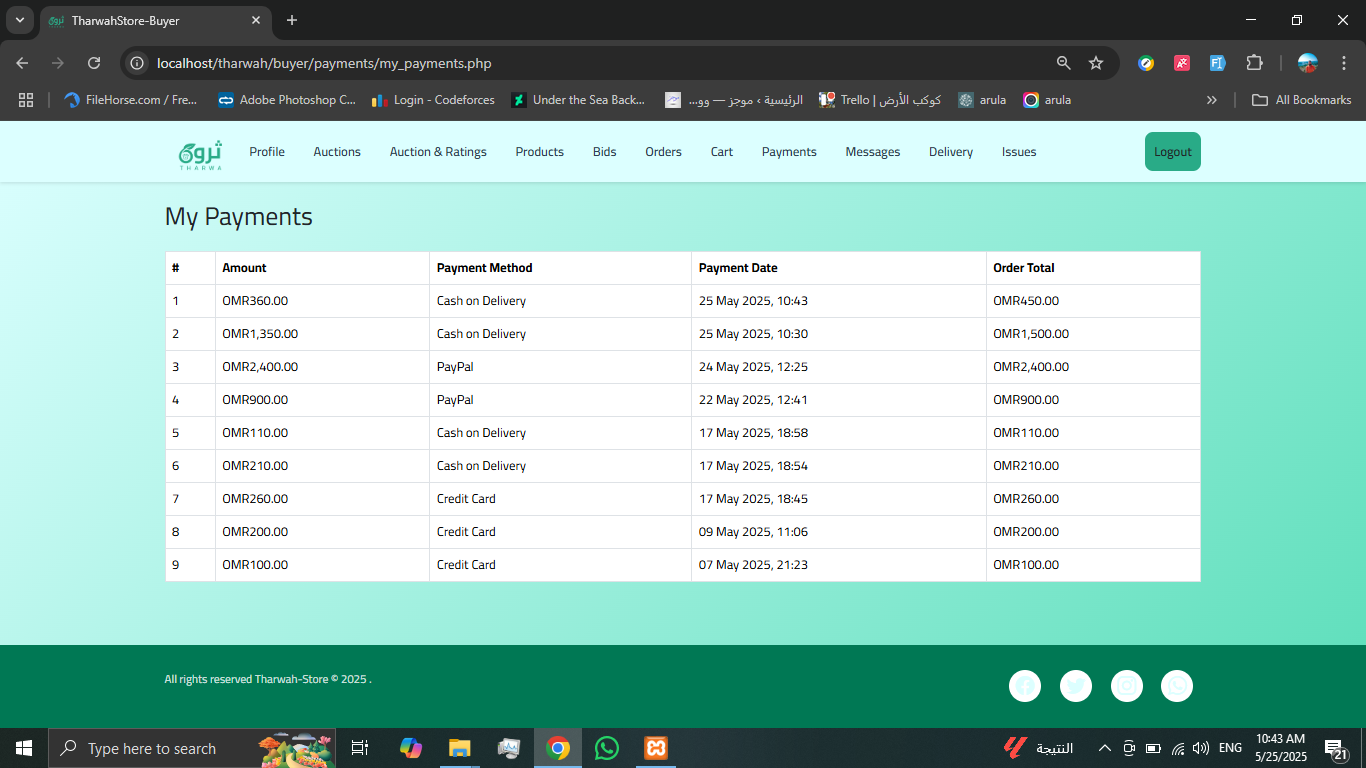 TharwahStore-Buyer
localhost/tharwah/buyer/payments/my_payments.php
FileHorse.com / Fre... Adobe Photoshop C... Login - Codeforces Under the Sea Back... الرئيسية › موجز — وو... Trello | كوكب الأرض arula arula » All Bookmarks
ثروة THARWA Profile Auctions Auction & Ratings Products Bids Orders Cart Payments Messages Delivery Issues Logout
My Payments
# Amount Payment Method Payment Date Order Total
1 OMR360.00 Cash on Delivery 25 May 2025, 10:43 OMR450.00
2 OMR1,350.00 Cash on Delivery 25 May 2025, 10:30 OMR1,500.00
3 OMR2,400.00 PayPal 24 May 2025, 12:25 OMR2,400.00
4 OMR900.00 PayPal 22 May 2025, 12:41 OMR900.00
5 OMR110.00 Cash on Delivery 17 May 2025, 18:58 OMR110.00
6 OMR210.00 Cash on Delivery 17 May 2025, 18:54 OMR210.00
7 OMR260.00 Credit Card 17 May 2025, 18:45 OMR260.00
8 OMR200.00 Credit Card 09 May 2025, 11:06 OMR200.00
9 OMR100.00 Credit Card 07 May 2025, 21:23 OMR100.00
All rights reserved Tharwah-Store © 2025 .
Type here to search النتيجة ENG 10:43 AM
5/25/2025 21